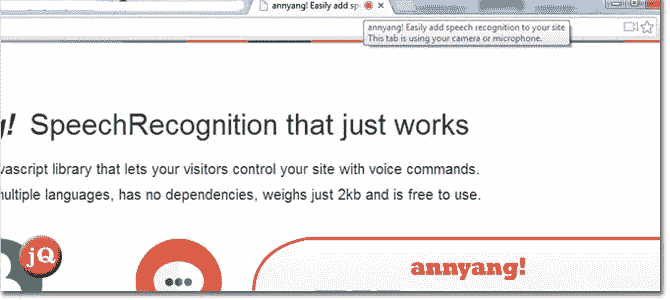 annyang! Easily add sp
annyang! Easily add speech recognition to your site
This tab is using your camera or microphone.
! SpeechRecognition that just works
vascript library that lets your visitors control your site with voice commands.
ultiple languages, has no dependencies, weighs just 2kb and is free to use.
jQ
annyang!